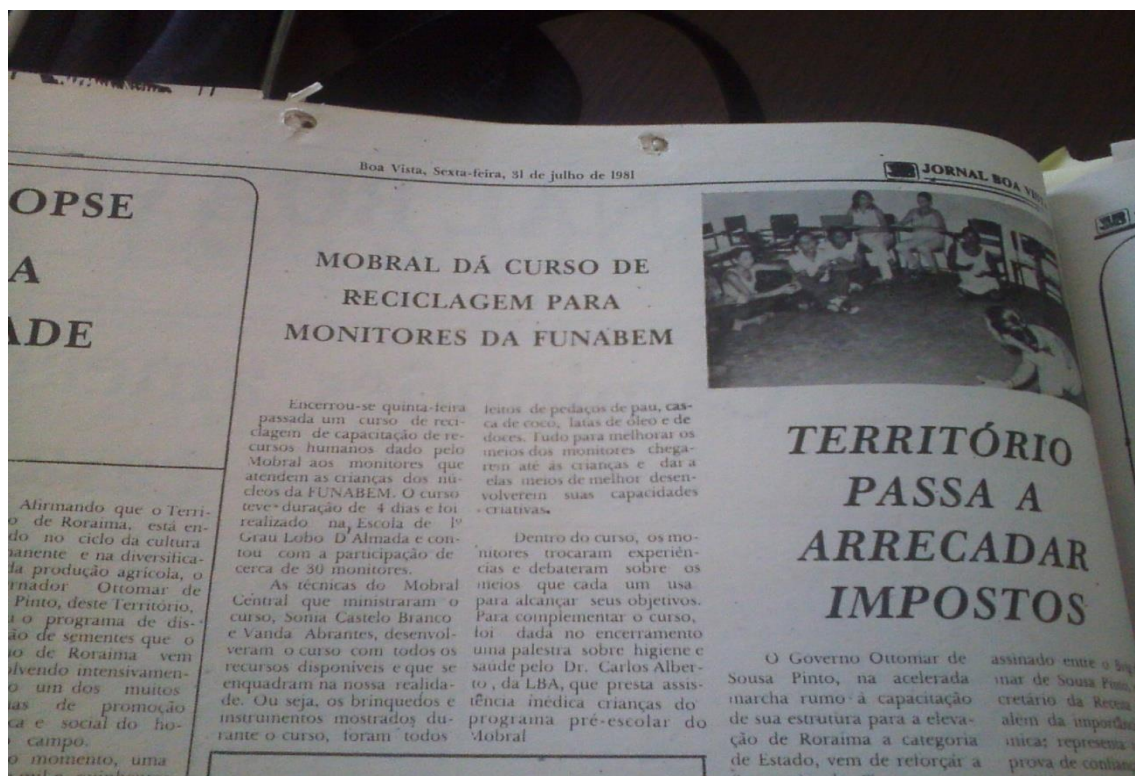 Boa Vista, Sexta-feira, 31 de julho de 1981
JORNAL BOA
OPSE
A
ADE
Afirmando que o Terri-
o de Roraima, está en-
do no ciclo da cultura
anente e na diversifica-
da produção agrícola, o
rnador Ottomar de
Pinto, deste Território,
o programa de dis-
ão de sementes que o
o de Roraima vem
lvendo intensivamen-
o um dos muitos
as de promoção
ca e social do ho-
campo.
o momento, uma
MOBRAL DÁ CURSO DE
RECICLAGEM PARA
MONITORES DA FUNABEM
Encerrou-se quinta-feira
passada um curso de reci-
clagem de capacitação de re-
cursos humanos dado pelo
Mobral aos monitores que
atendem as crianças dos nú-
cleos da FUNABEM. O curso
teve duração de 4 dias e foi
realizado na Escola de 1º
Grau Lobo D'Almada e con-
tou com a participação de
cerca de 30 monitores.
As técnicas do Mobral
Central que ministraram o
curso, Sonia Castelo Branco
e Vanda Abrantes, desenvol-
veram o curso com todos os
recursos disponíveis e que se
enquadram na nossa realida-
de. Ou seja, os brinquedos e
instrumentos mostrados du-
rante o curso, foram todos
feitos de pedaços de pau, cas-
ca de coco, latas de óleo e de
doces. Tudo para melhorar os
meios dos monitores chega-
rem até ás crianças e dar a
elas meios de melhor desen-
volverem suas capacidades
criativas.
Dentro do curso, os mo-
nitores trocaram experiên-
cias e debateram sobre os
meios que cada um usa
para alcançar seus objetivos.
Para complementar o curso,
foi dada no encerramento
uma palestra sobre higiene e
saúde pelo Dr. Carlos Alber-
to, da LBA, que presta assis-
tência médica crianças do
programa pré-escolar do
Mobral
TERRITÓRIO
PASSA A
ARRECADAR
IMPOSTOS
O Governo Ottomar de
Sousa Pinto, na acelerada
marcha rumo à capacitação
de sua estrutura para a eleva-
ção de Roraima a categoria
de Estado, vem de reforçar a
assinado entre o
mar de Sousa Pinto,
cretário da Receita
além da importân
mica; representa
prova de confian